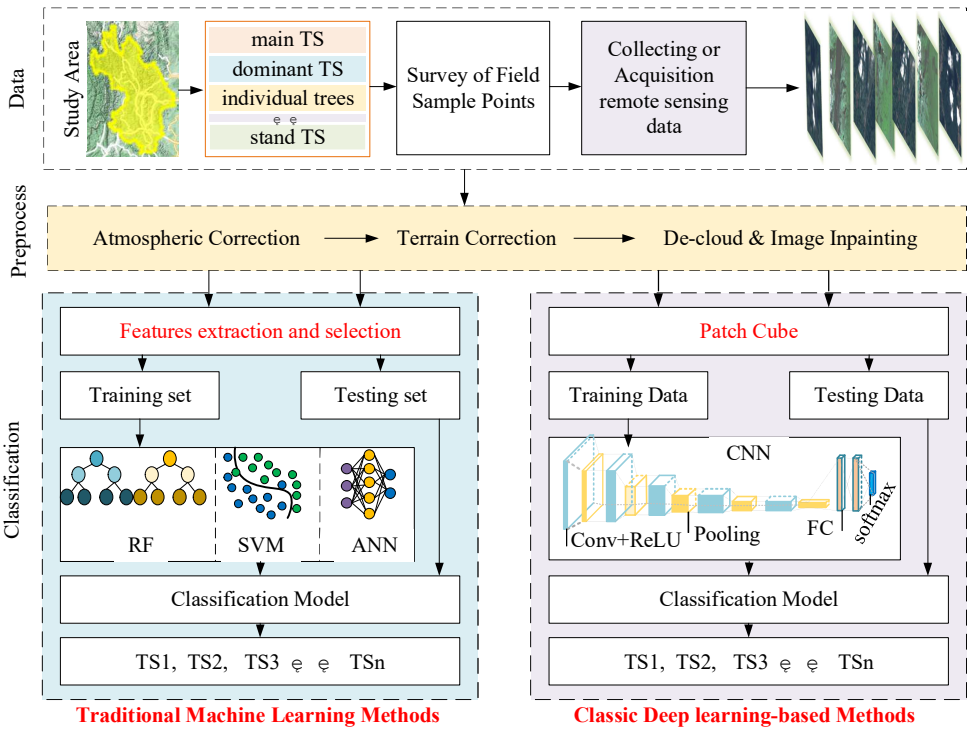 Data
Study Area
main TS
dominant TS
individual trees
ę ę
stand TS
Survey of Field
Sample Points
Collecting or
Acquisition
remote sensing
data
Preprocess
Atmospheric Correction
Terrain Correction
De-cloud & Image Inpainting
Classification
Features extraction and selection
Training set
Testing set
RF
SVM
ANN
Classification Model
TS1, TS2, TS3 ę ę TSn
Traditional Machine Learning Methods
Patch Cube
Training Data
Testing Data
CNN
Conv+ReLU
Pooling
FC
softmax
Classification Model
TS1, TS2, TS3 ę ę TSn
Classic Deep learning-based Methods